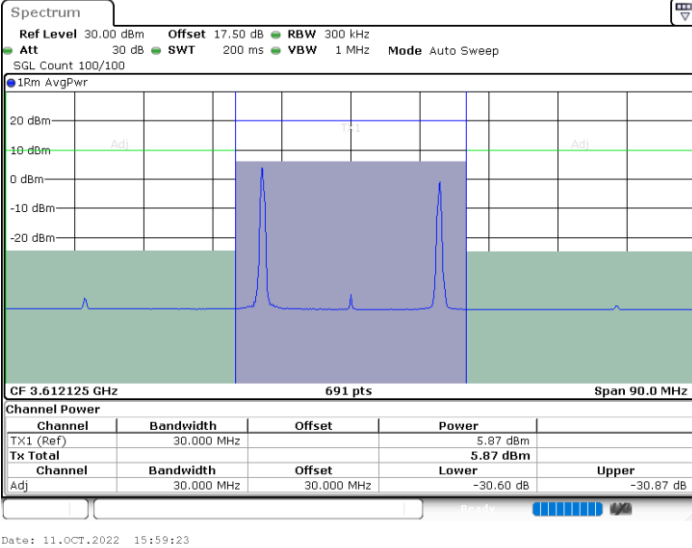 Spectrum
Ref Level 30.00 dBm Offset 17.50 dB RBW 300 kHz
Att 30 dB SWT 200 ms VBW 1 MHz Mode Auto Sweep
SGL Count 100/100
1Rm AvgPwr
20 dBm
TX1
Adj
Adj
10 dBm
0 dBm
-10 dBm
-20 dBm
CF 3.612125 GHz 691 pts Span 90.0 MHz
Channel Power
Channel Bandwidth Offset Power
TX1 (Ref) 30.000 MHz 5.87 dBm
Tx Total 5.87 dBm
Channel Bandwidth Offset Lower Upper
Adj 30.000 MHz 30.000 MHz -30.60 dB -30.87 dB
Ready
Date: 11.OCT.2022 15:59:23